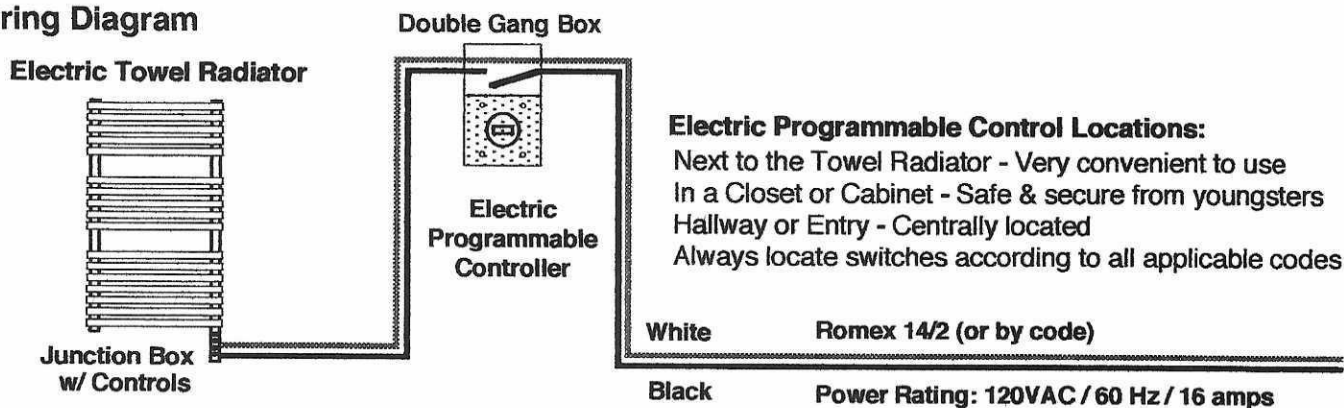 ring Diagram
Double Gang Box
Electric Towel Radiator
Electric Programmable Control Locations:
Next to the Towel Radiator - Very convenient to use
In a Closet or Cabinet - Safe & secure from youngsters
Hallway or Entry - Centrally located
Always locate switches according to all applicable codes
Electric
Programmable
Controller
Junction Box
w/ Controls
White
Romex 14/2 (or by code)
Black
Power Rating: 120VAC / 60 Hz / 16 amps